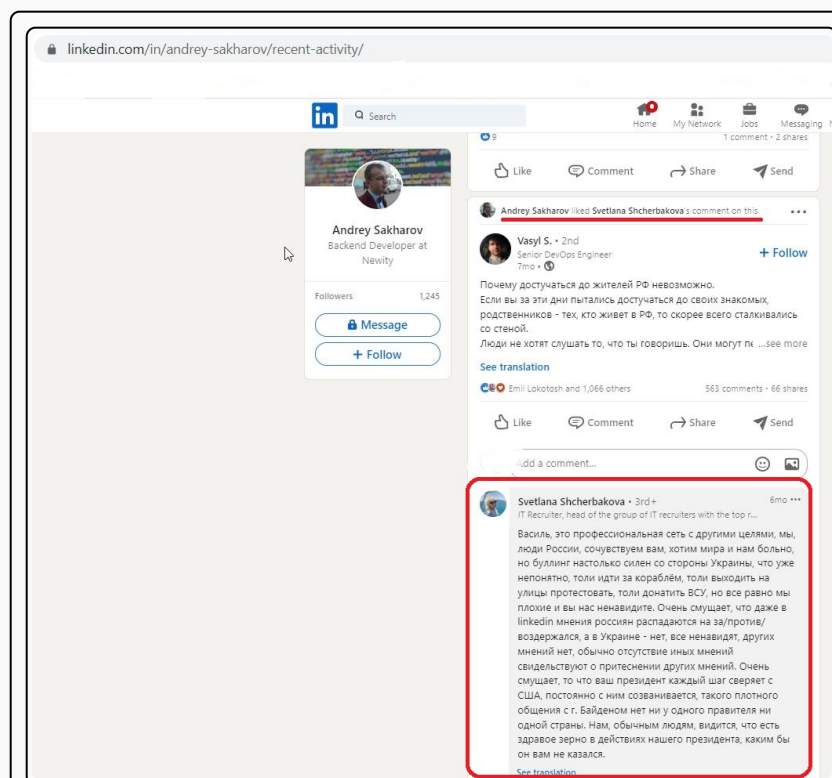 linkedin.com/in/andrey-sakharov/recent-activity/
in
Search
Home
My Network
Jobs
Messaging
9
1 comment • 2 shares
Like
Comment
Share
Send
Andrey Sakharov
Backend Developer at
Newity
Followers
1,245
Message
+ Follow
Andrey Sakharov liked Svetlana Shcherbakova's comment on this
Vasyl S. • 2nd
Senior DevOps Engineer
7mo •
+ Follow
Почему достучаться до жителей РФ невозможно.
Если вы за эти дни пытались достучаться до своих знакомых,
родственников - тех, кто живет в РФ, то скорее всего сталкивались
со стеной.
Люди не хотят слушать то, что ты говоришь. Они могут пе ...see more
See translation
Emil Lokotosh and 1,066 others
563 comments • 66 shares
Like
Comment
Share
Send
Add a comment...
Svetlana Shcherbakova • 3rd+
6mo
IT Recruiter, head of the group of IT recruiters with the top r...
Василь, это профессиональная сеть с другими целями, мы,
люди России, сочувствуем вам, хотим мира и нам больно,
но буллинг настолько силен со стороны Украины, что уже
непонятно, толи идти за кораблём, толи выходить на
улицы протестовать, толи донатить ВСУ, но все равно мы
плохие и вы нас ненавидите. Очень смущает, что даже в
linkedin мнения россиян распадаются на за/против/
воздержался, а в Украине - нет, все ненавидят, других
мнений нет, обычно отсутствие иных мнений
свидельствуют о притеснении других мнений. Очень
смущает, то что ваш президент каждый шаг сверяет с
США, постоянно с ним созванивается, такого плотного
общения с г. Байденом нет ни у одного правителя ни
одной страны. Нам, обычным людям, видится, что есть
здравое зерно в действиях нашего президента, каким бы
он вам не казался.
See translation